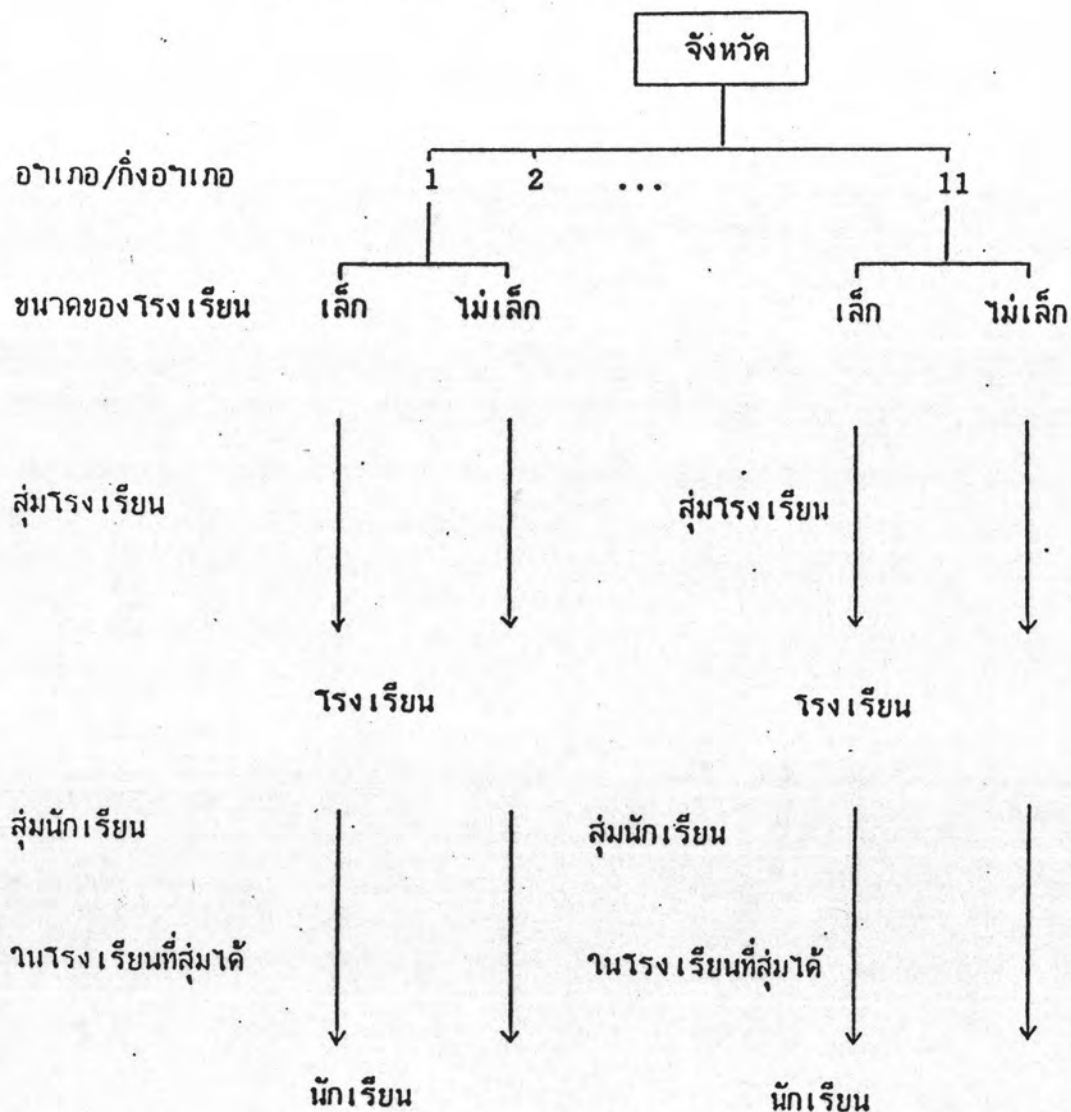 จังหวัด
อำเภอ/กิ่งอำเภอ 1 2 ... 11
ขนาดของโรงเรียน เล็ก ไม่เล็ก เล็ก ไม่เล็ก
สุ่มโรงเรียน สุ่มโรงเรียน
โรงเรียน โรงเรียน
สุ่มนักเรียน สุ่มนักเรียน
ในโรงเรียนที่สุ่มได้ ในโรงเรียนที่สุ่มได้
นักเรียน นักเรียน